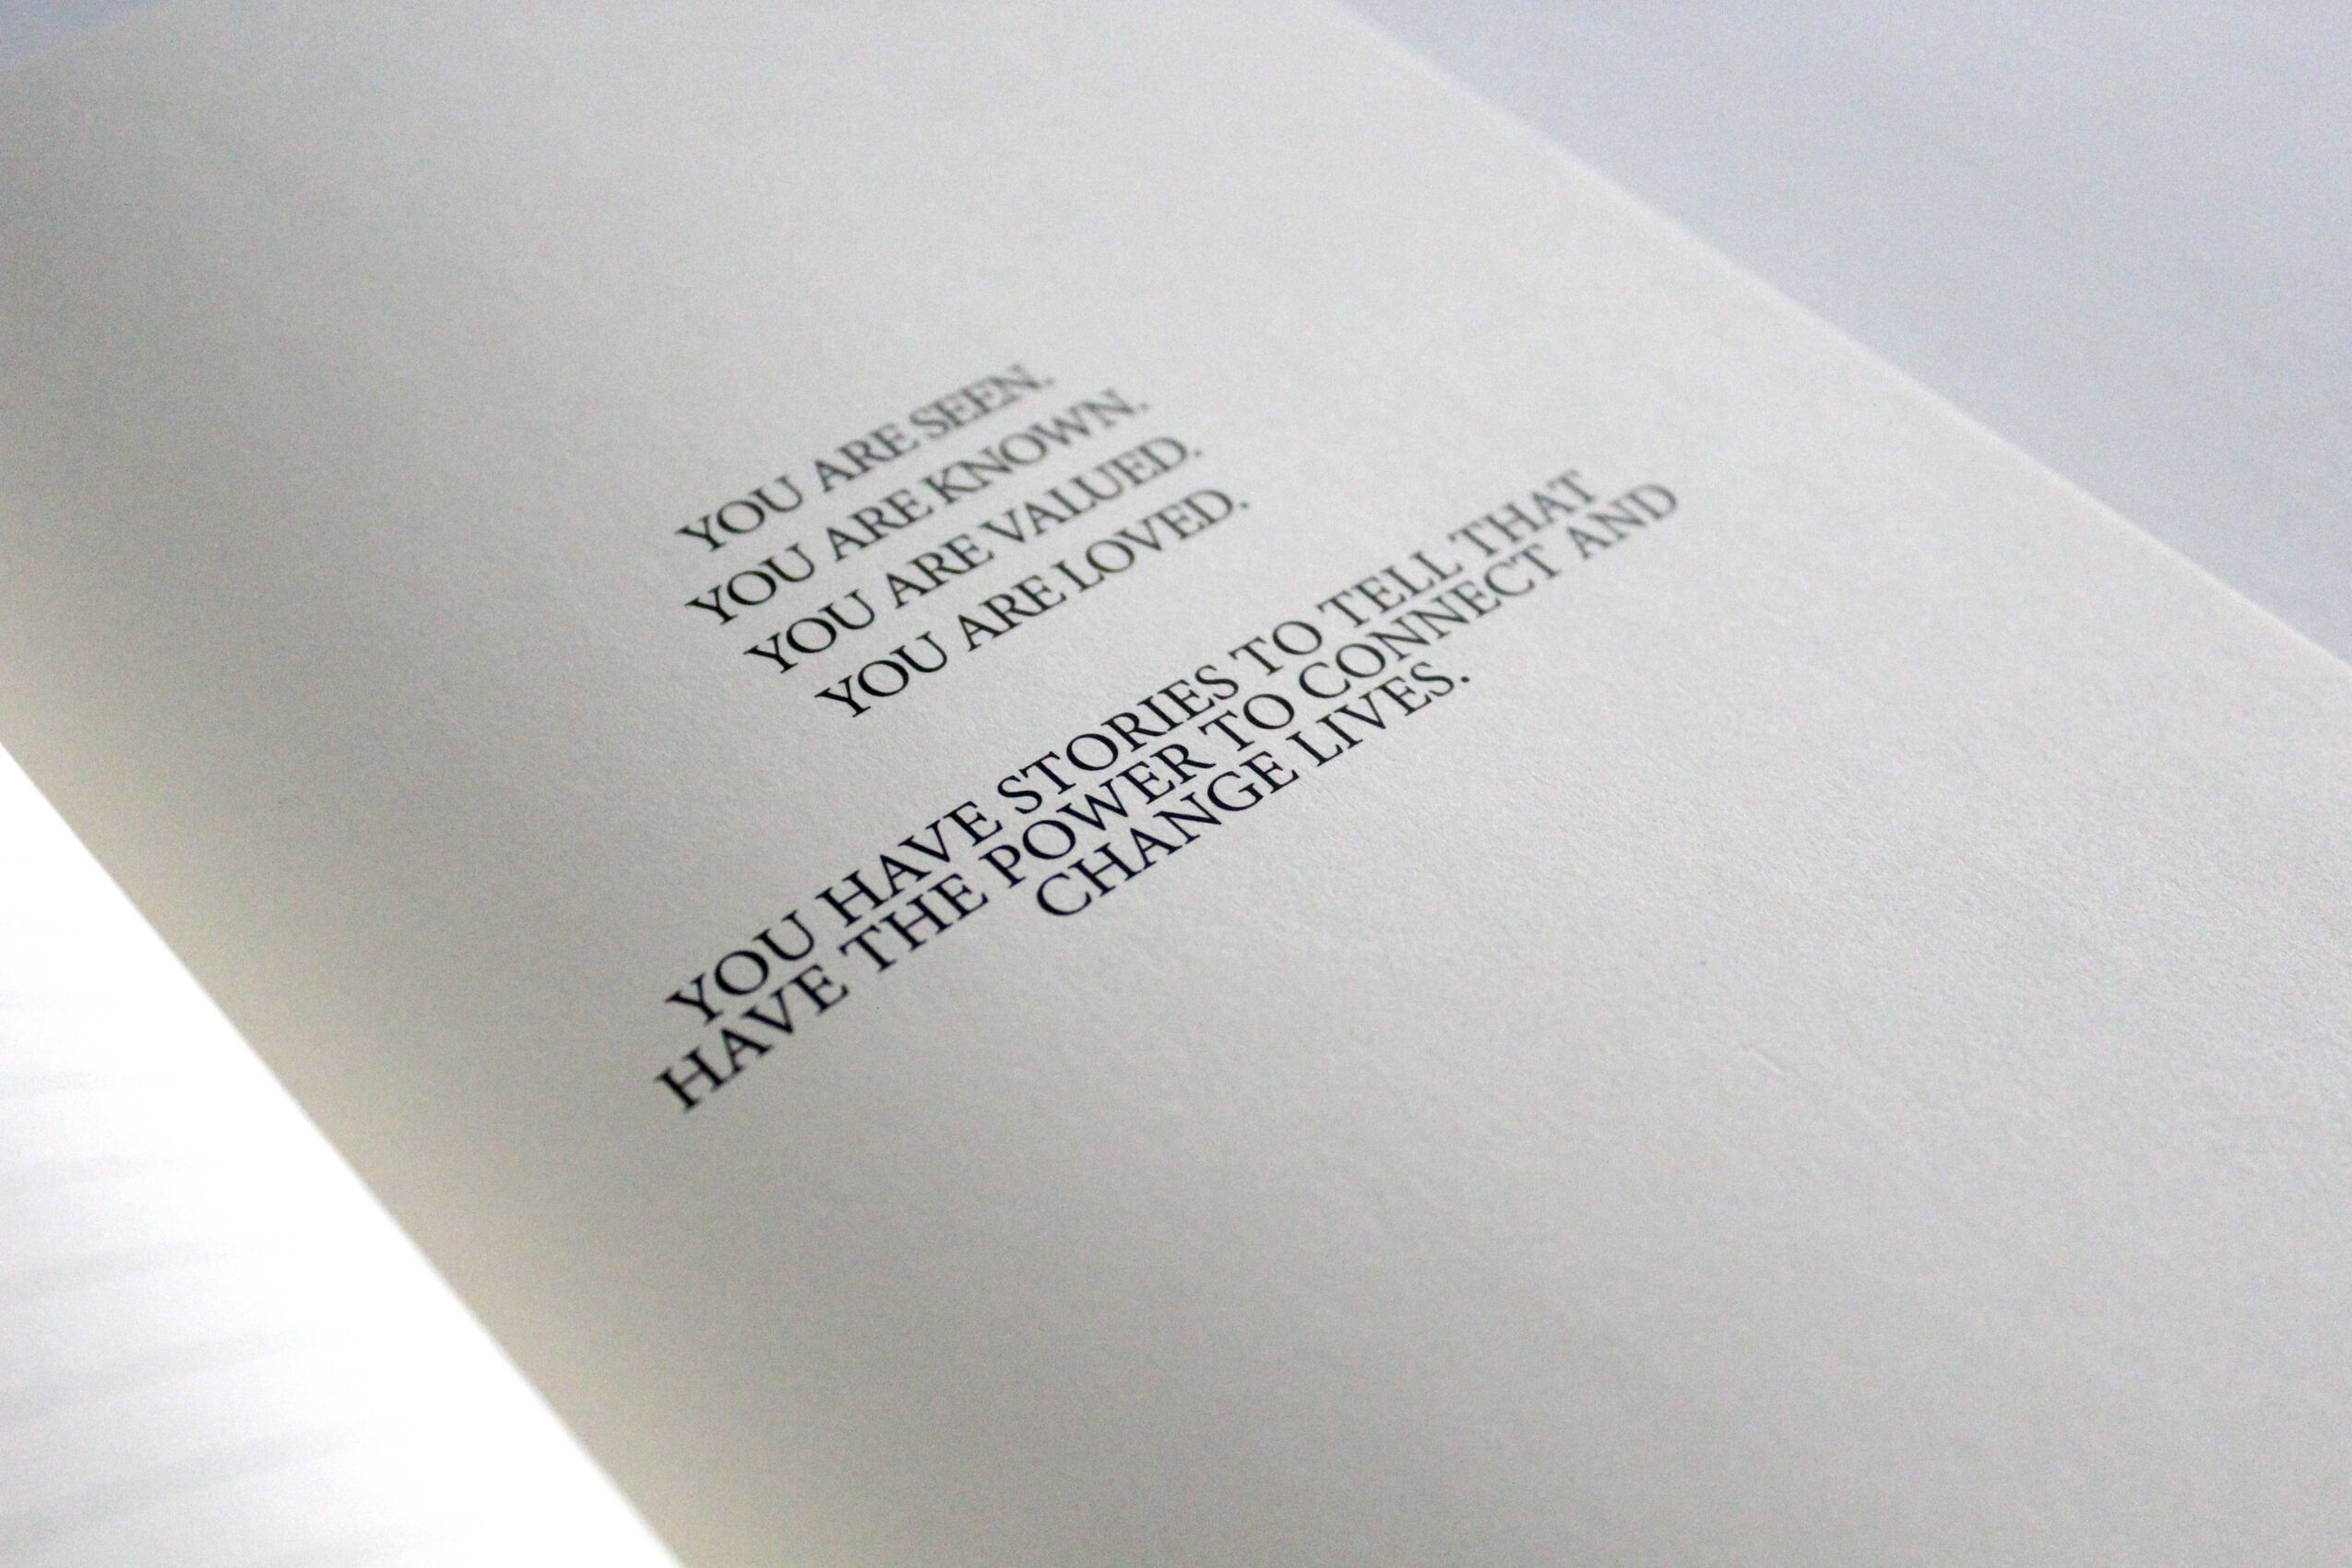 YOU ARE SEEN.
YOU ARE KNOWN.
YOU ARE VALUED.
YOU ARE LOVED.
YOU HAVE STORIES TO TELL THAT
HAVE THE POWER TO CONNECT AND
CHANGE LIVES.